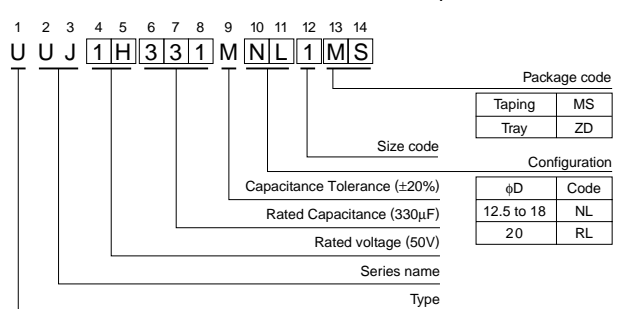 1 2 3 4 5 6 7 8 9 10 11 12 13 14
U U J 1 H 3 3 1 M N L 1 M S
Package code
Taping MS
Tray ZD
Size code
Configuration
Capacitance Tolerance (±20%)
ϕD Code
12.5 to 18 NL
Rated Capacitance (330μF)
20 RL
Rated voltage (50V)
Series name
Type